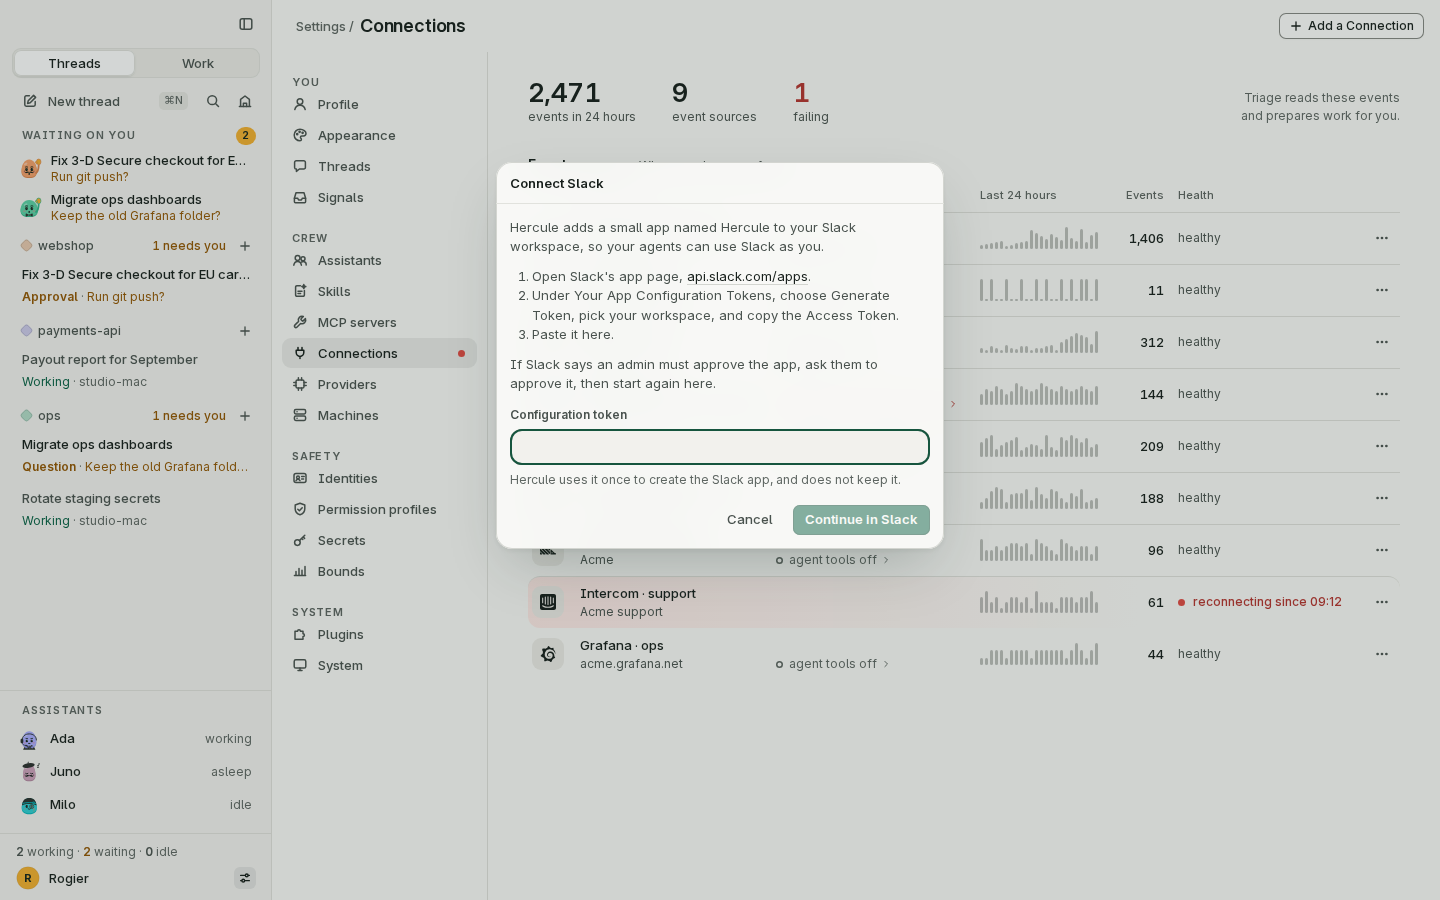 Threads
Work
New thread
⌘N
WAITING ON YOU
2
Fix 3-D Secure checkout for E…
Run git push?
Migrate ops dashboards
Keep the old Grafana folder?
webshop
1 needs you
Fix 3-D Secure checkout for EU car…
Approval · Run git push?
payments-api
Payout report for September
Working · studio-mac
ops
1 needs you
Migrate ops dashboards
Question · Keep the old Grafana fold…
Rotate staging secrets
Working · studio-mac
ASSISTANTS
Ada
working
Juno
asleep
Milo
idle
2 working · 2 waiting · 0 idle
R
Rogier
Settings / Connections
Add a Connection
YOU
Profile
Appearance
Threads
Signals
CREW
Assistants
Skills
MCP servers
Connections
Providers
Machines
SAFETY
Identities
Permission profiles
Secrets
Bounds
SYSTEM
Plugins
System
2,471
events in 24 hours
9
event sources
1
failing
Triage reads these events
and prepares work for you.
Last 24 hours
Events
Health
1,406
healthy
11
healthy
312
healthy
144
healthy
209
healthy
188
healthy
Acme
agent tools off
96
healthy
Intercom · support
Acme support
61
reconnecting since 09:12
Grafana · ops
acme.grafana.net
agent tools off
44
healthy
Connect Slack
Hercule adds a small app named Hercule to your Slack
workspace, so your agents can use Slack as you.
1. Open Slack's app page, api.slack.com/apps.
2. Under Your App Configuration Tokens, choose Generate
Token, pick your workspace, and copy the Access Token.
3. Paste it here.
If Slack says an admin must approve the app, ask them to
approve it, then start again here.
Configuration token
Hercule uses it once to create the Slack app, and does not keep it.
Cancel
Continue in Slack